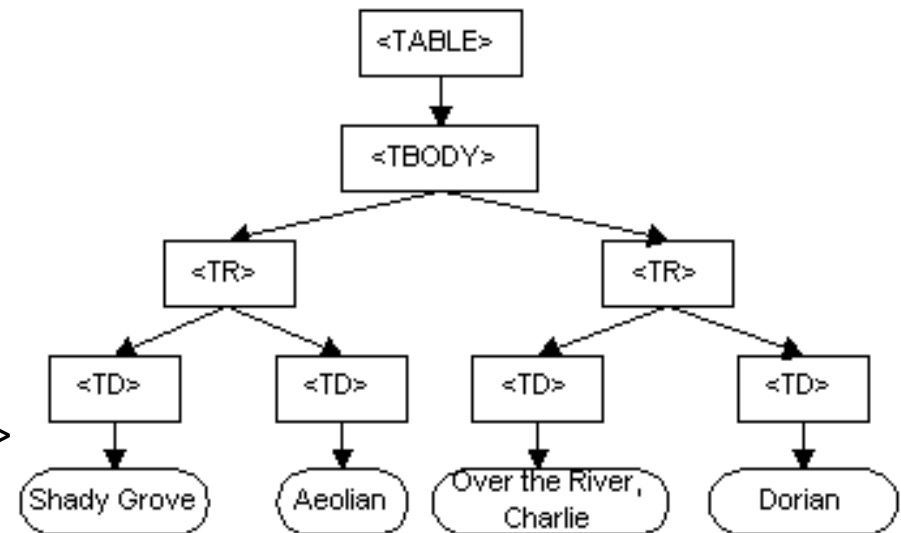 <TABLE>
<TBODY>
<TR>
<TR>
<TD>
<TD>
<TD>
<TD>
>
Shady Grove
Aeolian
Over the River,
Charlie
Dorian